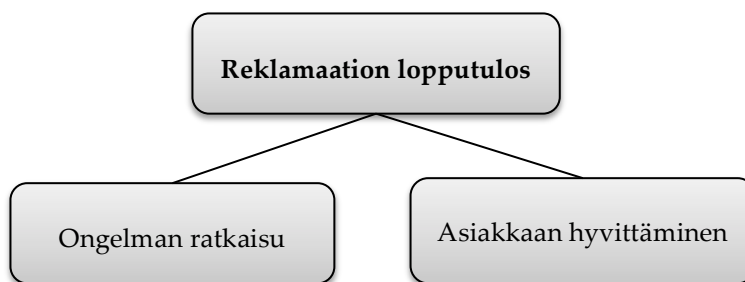 Reklamaation lopputulos
Ongelman ratkaisu
Asiakkaan hyvittäminen